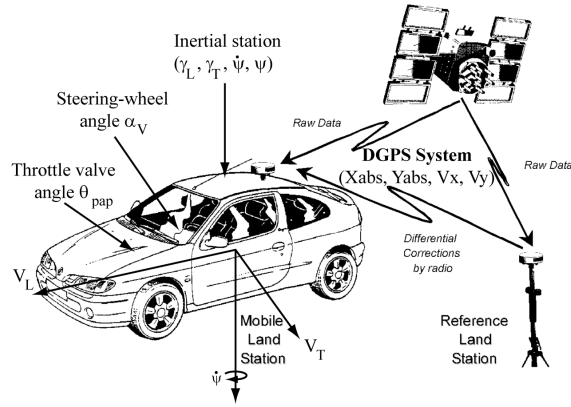 Inertial station
(γL , γT , ψ̇, ψ)
Steering-wheel
angle αV
Throttle valve
angle θpap
Raw Data
DGPS System
(Xabs, Yabs, Vx, Vy)
Raw Data
Differential
Corrections
by radio
VL
Mobile
Land
Station
VT
ψ̇
Reference
Land
Station